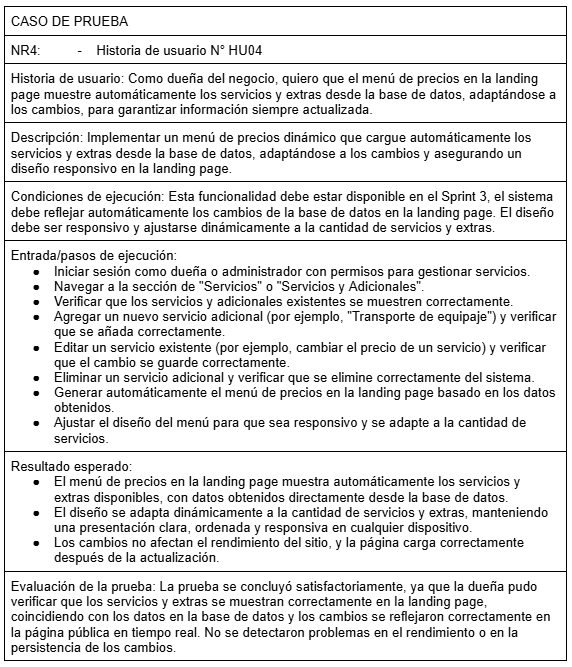 CASO DE PRUEBA
NR4: - Historia de usuario N° HU04
Historia de usuario: Como dueña del negocio, quiero que el menú de precios en la landing
page muestre automáticamente los servicios y extras desde la base de datos, adaptándose a
los cambios, para garantizar información siempre actualizada.
Descripción: Implementar un menú de precios dinámico que cargue automáticamente los
servicios y extras desde la base de datos, adaptándose a los cambios y asegurando un
diseño responsivo en la landing page.
Condiciones de ejecución: Esta funcionalidad debe estar disponible en el Sprint 3, el sistema
debe reflejar automáticamente los cambios de la base de datos en la landing page. El diseño
debe ser responsivo y ajustarse dinámicamente a la cantidad de servicios y extras.
Entrada/pasos de ejecución:
● Iniciar sesión como dueña o administrador con permisos para gestionar servicios.
● Navegar a la sección de "Servicios" o "Servicios y Adicionales".
● Verificar que los servicios y adicionales existentes se muestren correctamente.
● Agregar un nuevo servicio adicional (por ejemplo, "Transporte de equipaje") y verificar
que se añada correctamente.
● Editar un servicio existente (por ejemplo, cambiar el precio de un servicio) y verificar
que el cambio se guarde correctamente.
● Eliminar un servicio adicional y verificar que se elimine correctamente del sistema.
● Generar automáticamente el menú de precios en la landing page basado en los datos
obtenidos.
● Ajustar el diseño del menú para que sea responsivo y se adapte a la cantidad de
servicios.
Resultado esperado:
● El menú de precios en la landing page muestra automáticamente los servicios y
extras disponibles, con datos obtenidos directamente desde la base de datos.
● El diseño se adapta dinámicamente a la cantidad de servicios y extras, manteniendo
una presentación clara, ordenada y responsiva en cualquier dispositivo.
● Los cambios no afectan el rendimiento del sitio, y la página carga correctamente
después de la actualización.
Evaluación de la prueba: La prueba se concluyó satisfactoriamente, ya que la dueña pudo
verificar que los servicios y extras se muestran correctamente en la landing page,
coincidiendo con los datos en la base de datos y los cambios se reflejaron correctamente en
la página pública en tiempo real. No se detectaron problemas en el rendimiento o en la
persistencia de los cambios.